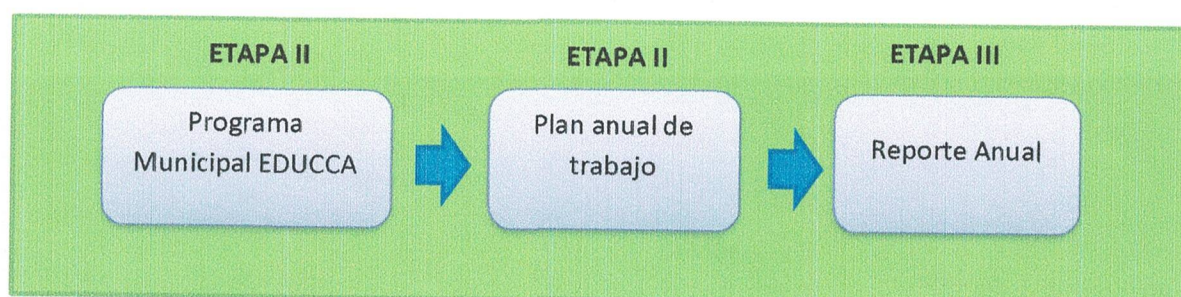 ETAPA II
ETAPA II
ETAPA III
Programa
Municipal EDUCCA
Plan anual de
trabajo
Reporte Anual